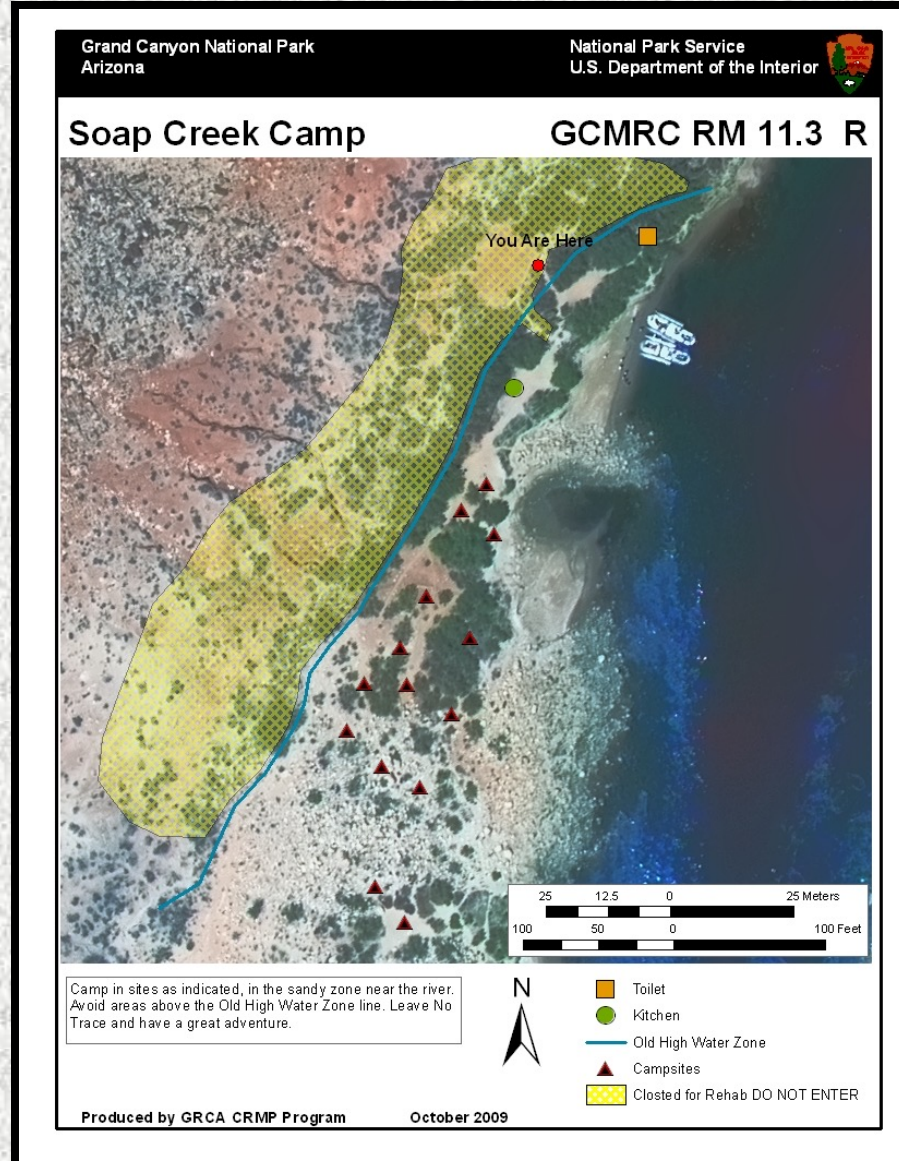 Grand Canyon National Park
Arizona
National Park Service
U.S. Department of the Interior
Soap Creek Camp
GCMRC RM 11.3 R
You Are Here
25 12.5 0 25 Meters
100 50 0 100 Feet
Camp in sites as indicated, in the sandy zone near the river.
Avoid areas above the Old High Water Zone line. Leave No
Trace and have a great adventure.
N
Toilet
Kitchen
Old High Water Zone
Campsites
Closted for Rehab DO NOT ENTER
Produced by GRCA CRMP Program
October 2009